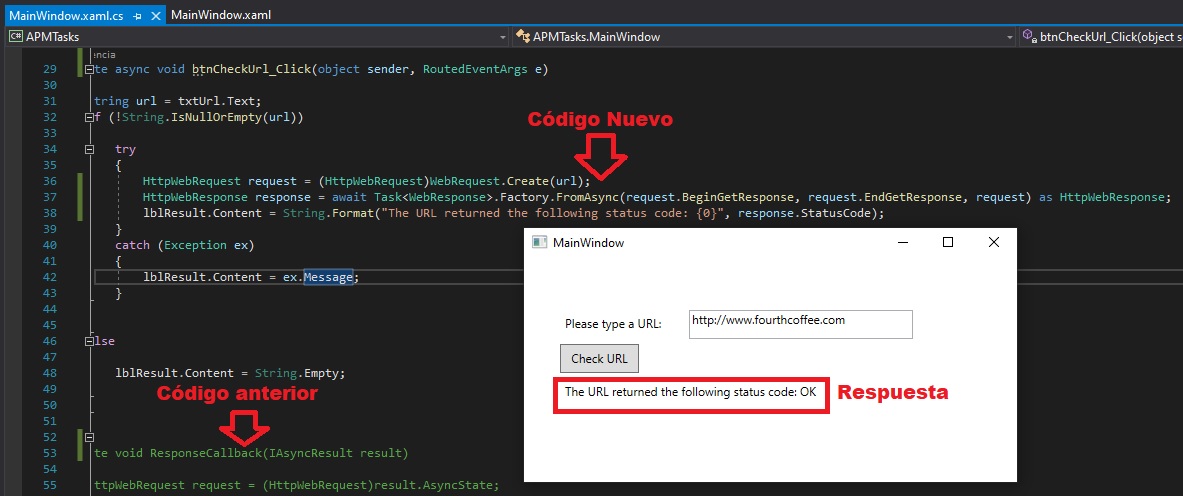 MainWindow.xaml.cs MainWindow.xaml
C# APMTasks APMTasks.MainWindow btnCheckUrl_Click(object se
encia
29 te async void btnCheckUrl_Click(object sender, RoutedEventArgs e)
30
31 tring url = txtUrl.Text;
32 f (!String.IsNullOrEmpty(url))
33
Código Nuevo
34 try
35 {
36 HttpWebRequest request = (HttpWebRequest)WebRequest.Create(url);
37 HttpWebResponse response = await Task<WebResponse>.Factory.FromAsync(request.BeginGetResponse, request.EndGetResponse, request) as HttpWebResponse;
38 lblResult.Content = String.Format("The URL returned the following status code: {0}", response.StatusCode);
39 }
40 catch (Exception ex)
41 {
42 lblResult.Content = ex.Message;
43 }
44
45
46 lse
47
48 lblResult.Content = String.Empty;
49
Código anterior
50
51
52
53 te void ResponseCallback(IAsyncResult result)
54
55 ttpWebRequest request = (HttpWebRequest)result.AsyncState;
MainWindow
Please type a URL: http://www.fourthcoffee.com
Check URL
The URL returned the following status code: OK
Respuesta